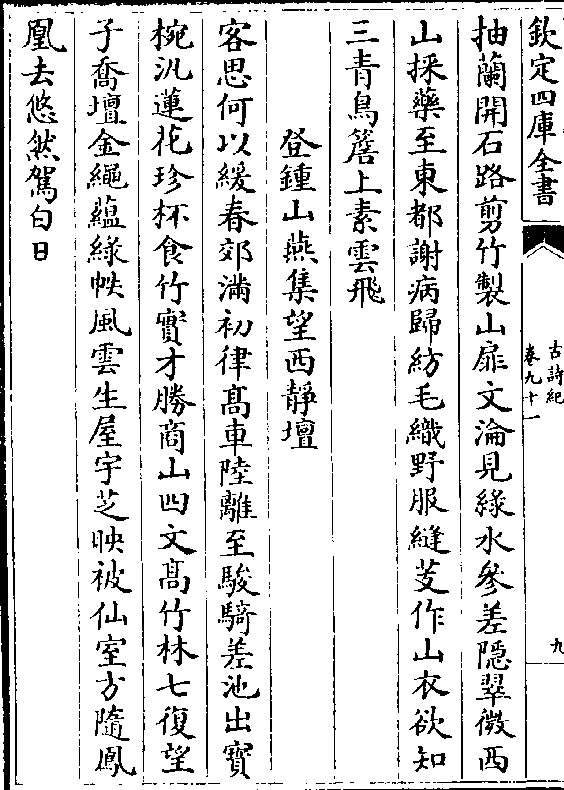 欽定四庫全書
古詩紀
卷九十一
九
抽蘭開石路剪竹製山扉文淪見綠水參差隱翠微西
山採藥至東都謝病歸紡毛織野服縫芰作山衣欲知
三青鳥簷上素雲飛
登鍾山燕集望西靜壇
客思何以緩春郊滿初律髙車陸離至駿騎差池出寳
椀汎蓮花珍杯食竹實才勝商山四文髙竹林七復望
子喬壇金繩蘊綠帙風雲生屋宇芝映被仙室方隨鳳
凰去悠然駕白日